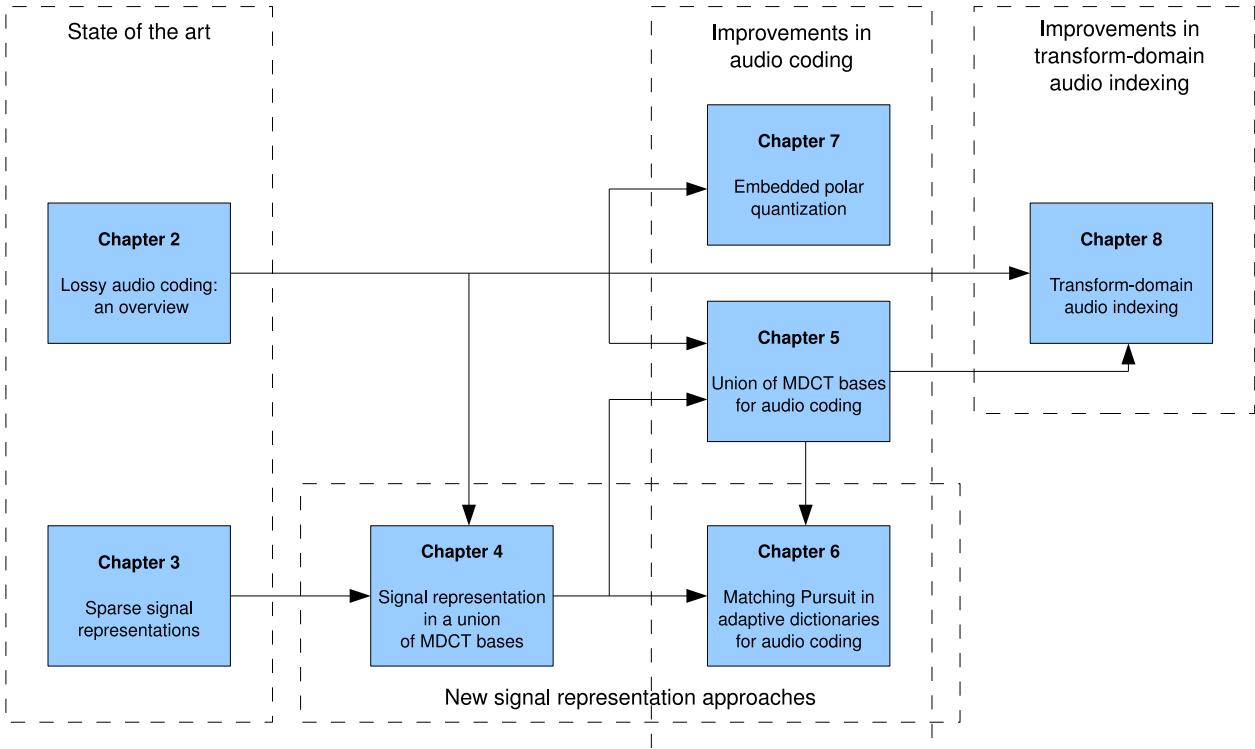 State of the art
Improvements in
audio coding
Improvements in
transform-domain
audio indexing
Chapter 7
Embedded polar
quantization
Chapter 2
Lossy audio coding:
an overview
Chapter 8
Transform-domain
audio indexing
Chapter 5
Union of MDCT bases
for audio coding
Chapter 3
Sparse signal
representations
Chapter 4
Signal representation
in a union
of MDCT bases
Chapter 6
Matching Pursuit in
adaptive dictionaries
for audio coding
New signal representation approaches